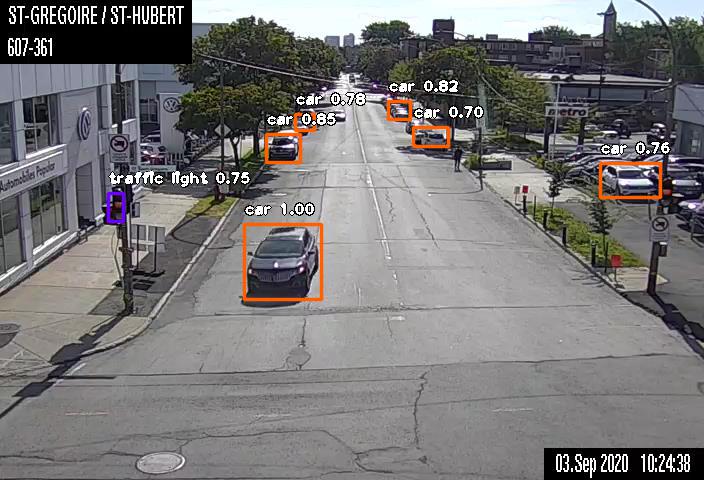 ST-GREGOIRE / ST-HUBERT
607-361
car 0.82
car 0.78
car 0.85
car 0.70
car 0.76
traffic light 0.75
car 1.00
Automobiles Popular
metro
03.Sep 2020 10:24:38